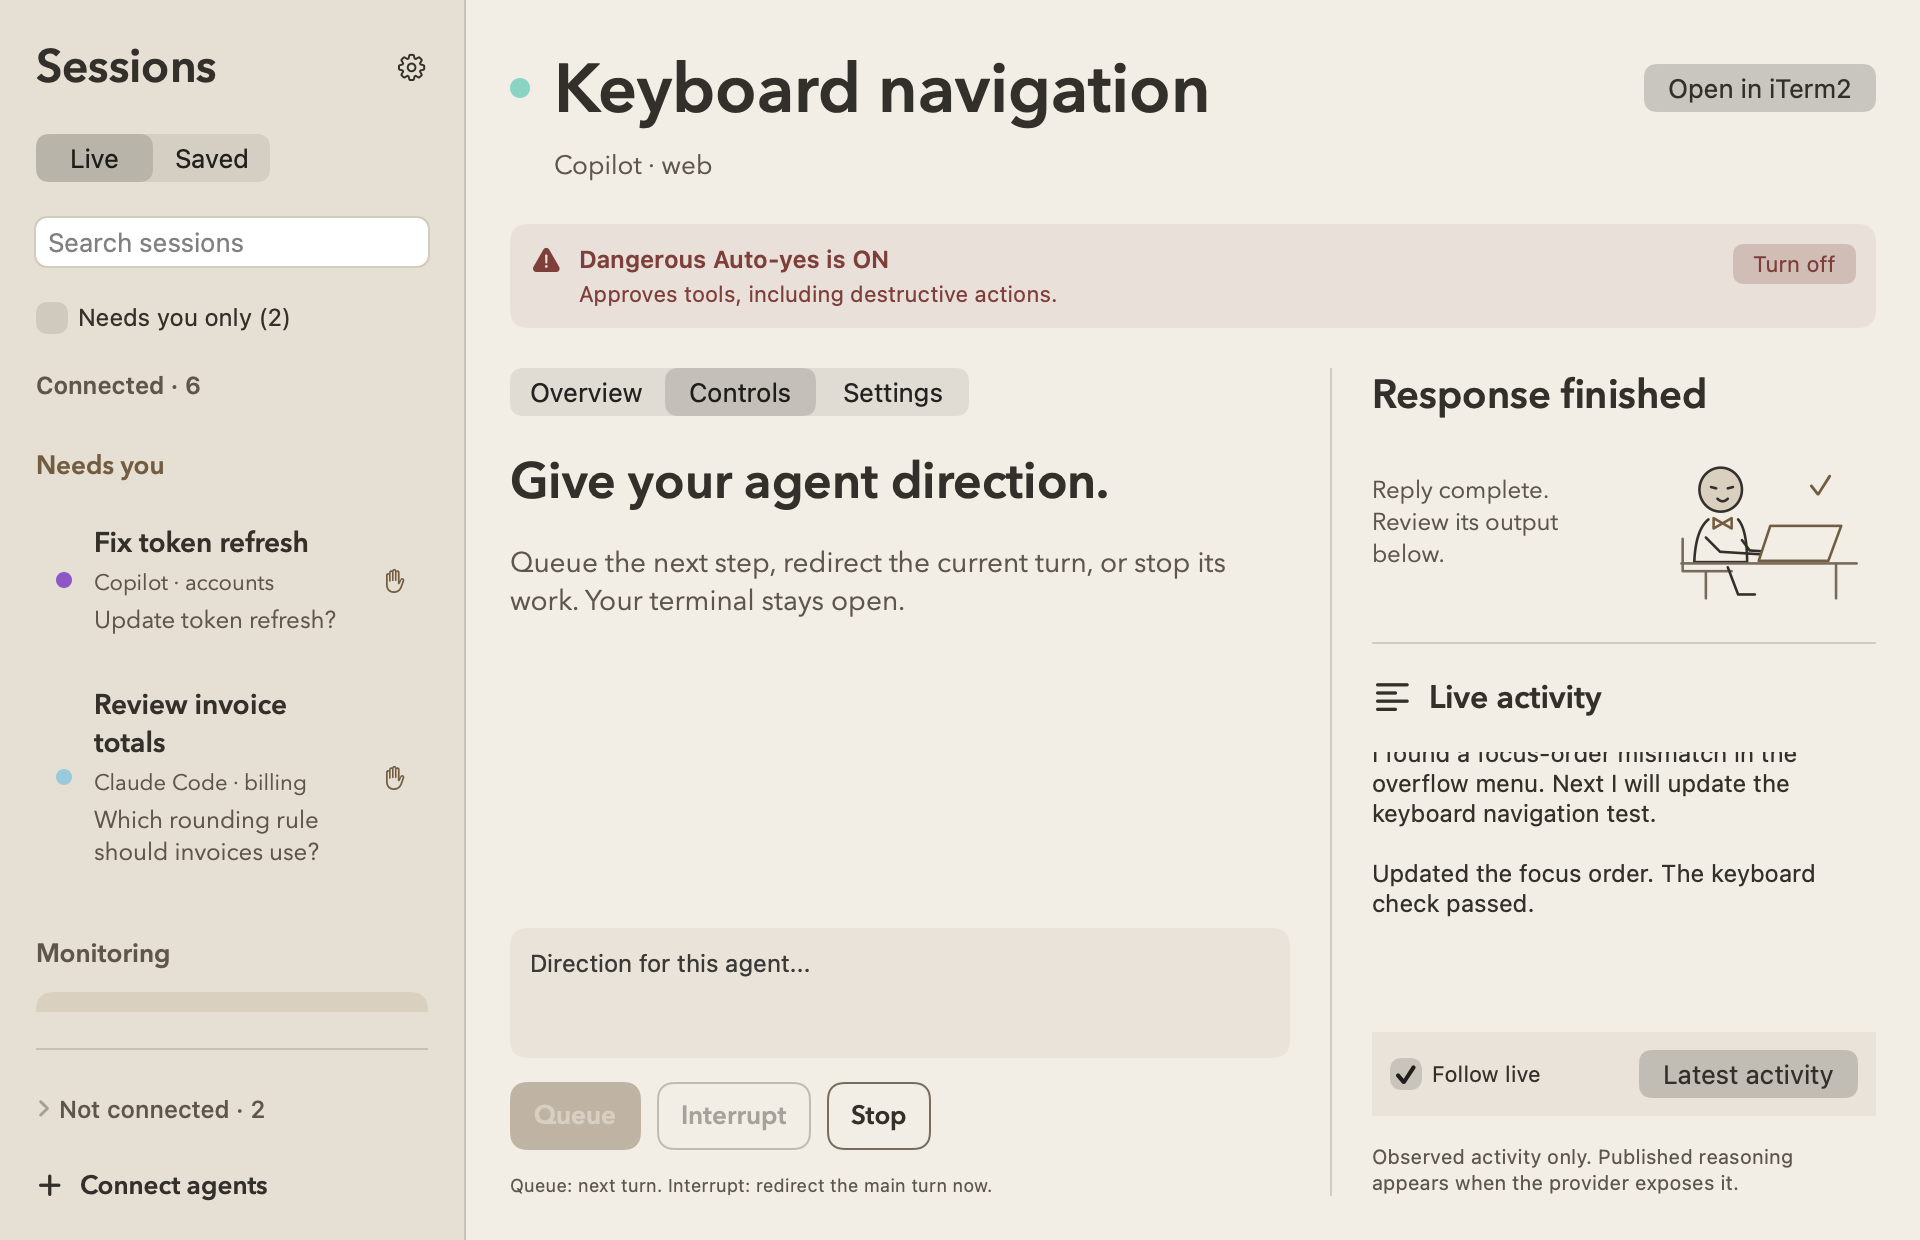 Sessions
Live
Saved
Search sessions
Needs you only (2)
Connected · 6
Needs you
Fix token refresh
Copilot · accounts
Update token refresh?
Review invoice
totals
Claude Code · billing
Which rounding rule
should invoices use?
Monitoring
Not connected · 2
Connect agents
Keyboard navigation
Copilot · web
Open in iTerm2
Dangerous Auto-yes is ON
Approves tools, including destructive actions.
Turn off
Overview
Controls
Settings
Give your agent direction.
Queue the next step, redirect the current turn, or stop its
work. Your terminal stays open.
Direction for this agent...
Queue
Interrupt
Stop
Queue: next turn. Interrupt: redirect the main turn now.
Response finished
Reply complete.
Review its output
below.
Live activity
I found a focus-order mismatch in the
overflow menu. Next I will update the
keyboard navigation test.
Updated the focus order. The keyboard
check passed.
Follow live
Latest activity
Observed activity only. Published reasoning
appears when the provider exposes it.